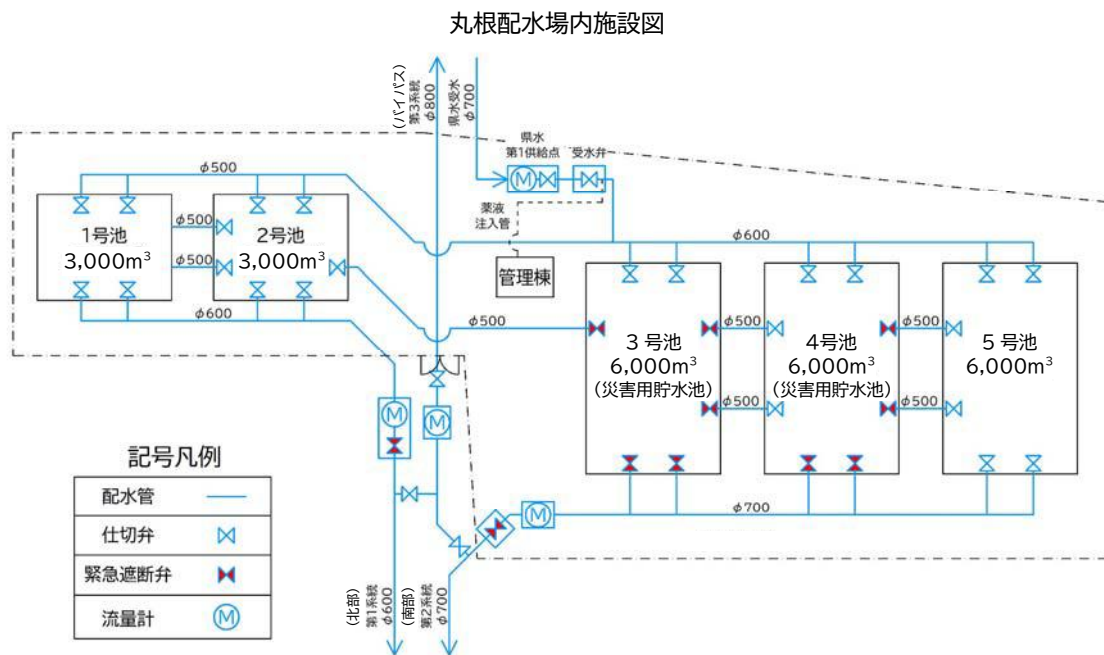 丸根配水場内施設図
(バイパス)
第3系統
φ800
県水受水
φ700
県水
第1供給点
受水弁
M
薬液
注入管
管理棟
φ500
1号池
3,000m³
φ500
φ500
2号池
3,000m³
φ600
φ500
φ600
3号池
6,000m³
(災害用貯水池)
φ500
φ500
4号池
6,000m³
(災害用貯水池)
φ500
φ500
5号池
6,000m³
M
M
M
φ700
(北部)
第1系統
φ600
(南部)
第2系統
φ700
記号凡例
配水管
仕切弁
緊急遮断弁
流量計
M